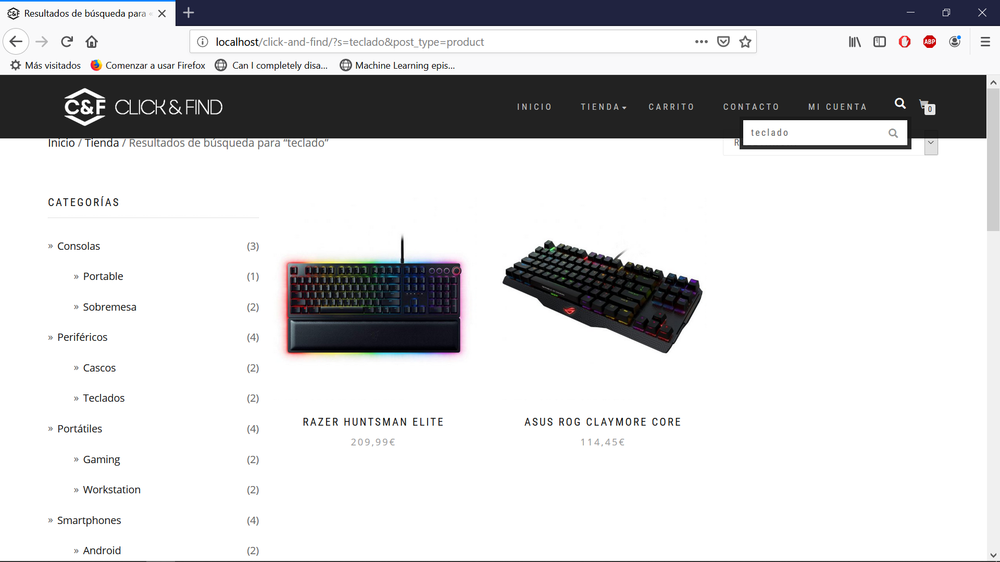 C&F Resultados de búsqueda para «
localhost/click-and-find/?s=teclado&post_type=product
ABP
Más visitados Comenzar a usar Firefox Can I completely disa... Machine Learning epis...
C&F CLICK & FIND INICIO TIENDA CARRITO CONTACTO MI CUENTA 0
teclado
Inicio / Tienda / Resultados de búsqueda para “teclado”
CATEGORÍAS
» Consolas (3)
» Portable (1)
» Sobremesa (2)
» Periféricos (4)
» Cascos (2)
» Teclados (2)
» Portátiles (4)
» Gaming (2)
» Workstation (2)
» Smartphones (4)
» Android (2)
RAZER HUNTSMAN ELITE
209,99€
ASUS ROG CLAYMORE CORE
114,45€